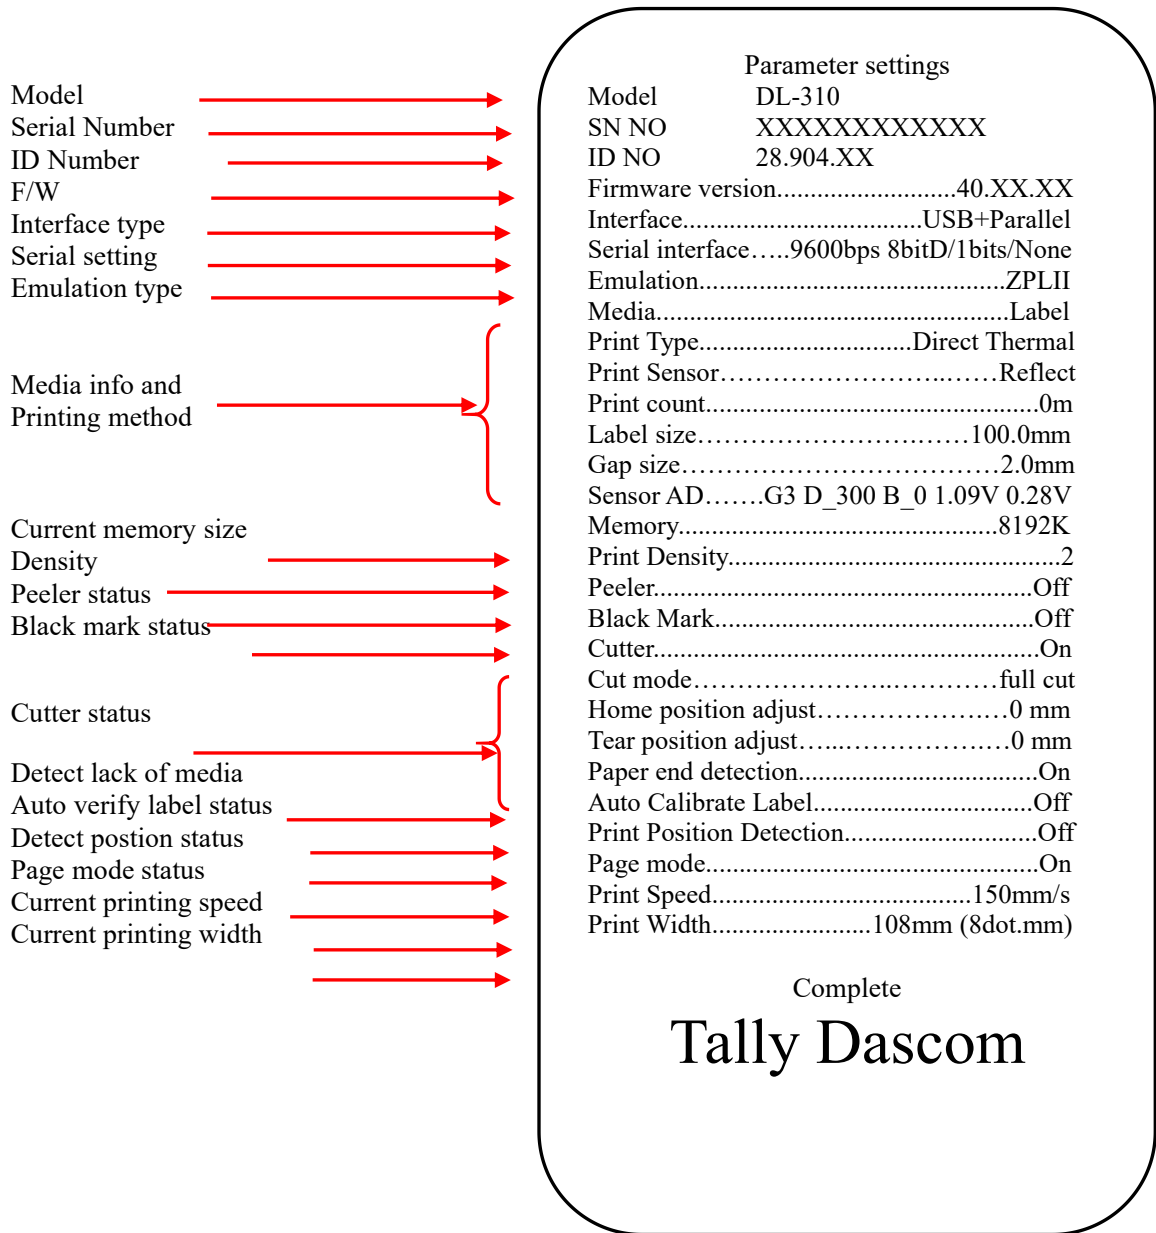 Model
Serial Number
ID Number
F/W
Interface type
Serial setting
Emulation type
Media info and
Printing method
Current memory size
Density
Peeler status
Black mark status
Cutter status
Detect lack of media
Auto verify label status
Detect postion status
Page mode status
Current printing speed
Current printing width
Parameter settings
Model DL-310
SN NO XXXXXXXXXXXX
ID NO 28.904.XX
Firmware version............................40.XX.XX
Interface.....................................USB+Parallel
Serial interface…..9600bps 8bitD/1bits/None
Emulation...............................................ZPLII
Media.....................................................Label
Print Type................................Direct Thermal
Print Sensor……………………..……Reflect
Print count...................................................0m
Label size……………………….……100.0mm
Gap size………………………………2.0mm
Sensor AD…….G3 D_300 B_0 1.09V 0.28V
Memory................................................8192K
Print Density...................................................2
Peeler.........................................................Off
Black Mark................................................Off
Cutter..........................................................On
Cut mode…………………..…………full cut
Home position adjust……………….…0 mm
Tear position adjust…..……………….…0 mm
Paper end detection....................................On
Auto Calibrate Label.................................Off
Print Position Detection.............................Off
Page mode..................................................On
Print Speed.......................................150mm/s
Print Width........................108mm (8dot.mm)
Complete
Tally Dascom